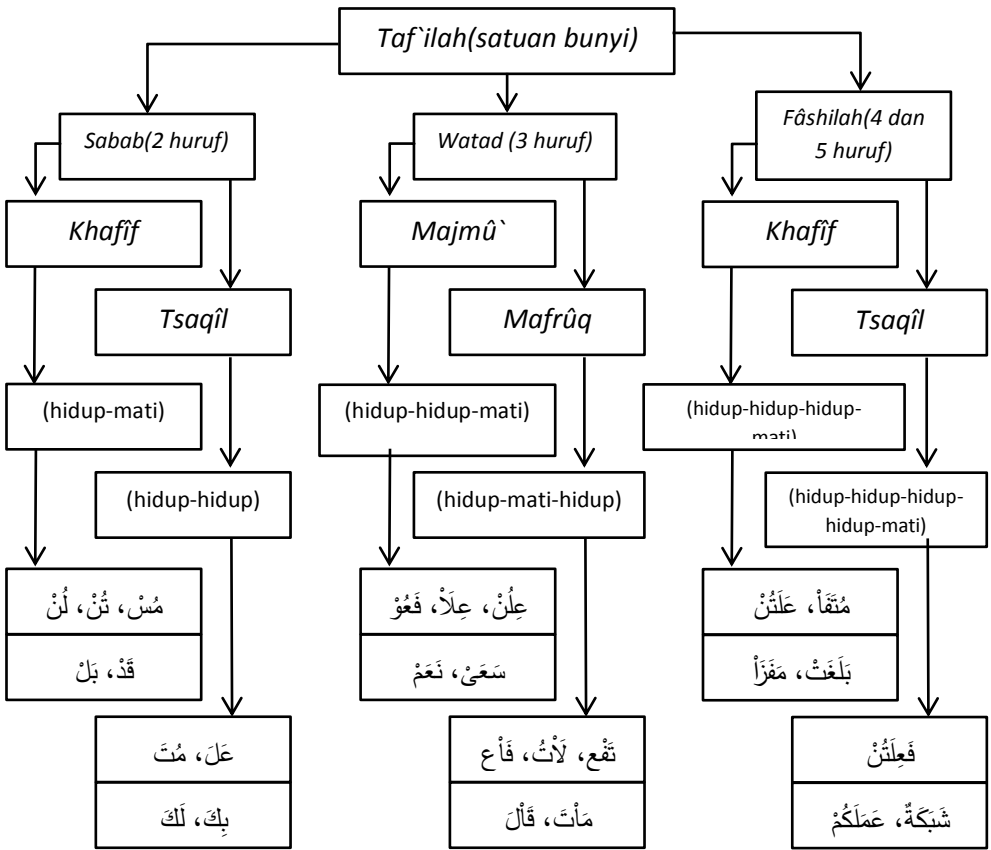 Taf`ilah(satuan bunyi)
Sabab(2 huruf)
Watad (3 huruf)
Fâshilah(4 dan
5 huruf)
Khafîf
Majmû`
Khafîf
Tsaqîl
Mafrûq
Tsaqîl
(hidup-mati)
(hidup-hidup-mati)
(hidup-hidup-hidup-
mati)
(hidup-hidup)
(hidup-mati-hidup)
(hidup-hidup-hidup-
hidup-mati)
مُسْ، تُنْ، لُنْ
عِلُنْ، عِلَاْ، فَعُوْ
مُتَفَاْ، عَلَتُنْ
قَدْ، بَلْ
سَعَىْ، نَعَمْ
بَلَغَتْ، مَفَزَاْ
عَلَ، مُتَ
تَفْع، لَاْتُ، فَاْع
فَعِلَتُنْ
بِكَ، لَكَ
مَاْتَ، قَاْلَ
شَبَكَةٌ، عَمَلَكُمْ